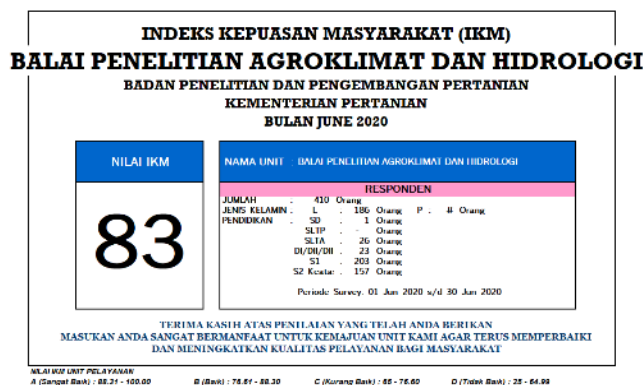 INDEKS KEPUASAN MASYARAKAT (IKM)
BALAI PENELITIAN AGROKLIMAT DAN HIDROLOGI
BADAN PENELITIAN DAN PENGEMBANGAN PERTANIAN
KEMENTERIAN PERTANIAN
BULAN JUNE 2020
NILAI IKM
83
NAMA UNIT : BALAI PENELITIAN AGROKLIMAT DAN HIDROLOGI
RESPONDEN
JUMLAH : 410 Orang
JENIS KELAMIN : L : 186 Orang P : # Orang
PENDIDIKAN : SD : 1 Orang
SLTP : - Orang
SLTA : 26 Orang
DI/DII/DII : 23 Orang
S1 : 203 Orang
S2 Keatas : 157 Orang
Periode Survey: 01 Jun 2020 s/d 30 Jun 2020
TERIMA KASIH ATAS PENILAIAN YANG TELAH ANDA BERIKAN
MASUKAN ANDA SANGAT BERMANFAAT UNTUK KEMAJUAN UNIT KAMI AGAR TERUS MEMPERBAIKI
DAN MENINGKATKAN KUALITAS PELAYANAN BAGI MASYARAKAT
NILAI IKM UNIT PELAYANAN
A (Sangat Baik) : 88.31 - 100.00 B (Baik) : 76.61 - 88.30 C (Kurang Baik) : 65 - 76.60 D (Tidak Baik) : 25 - 64.99